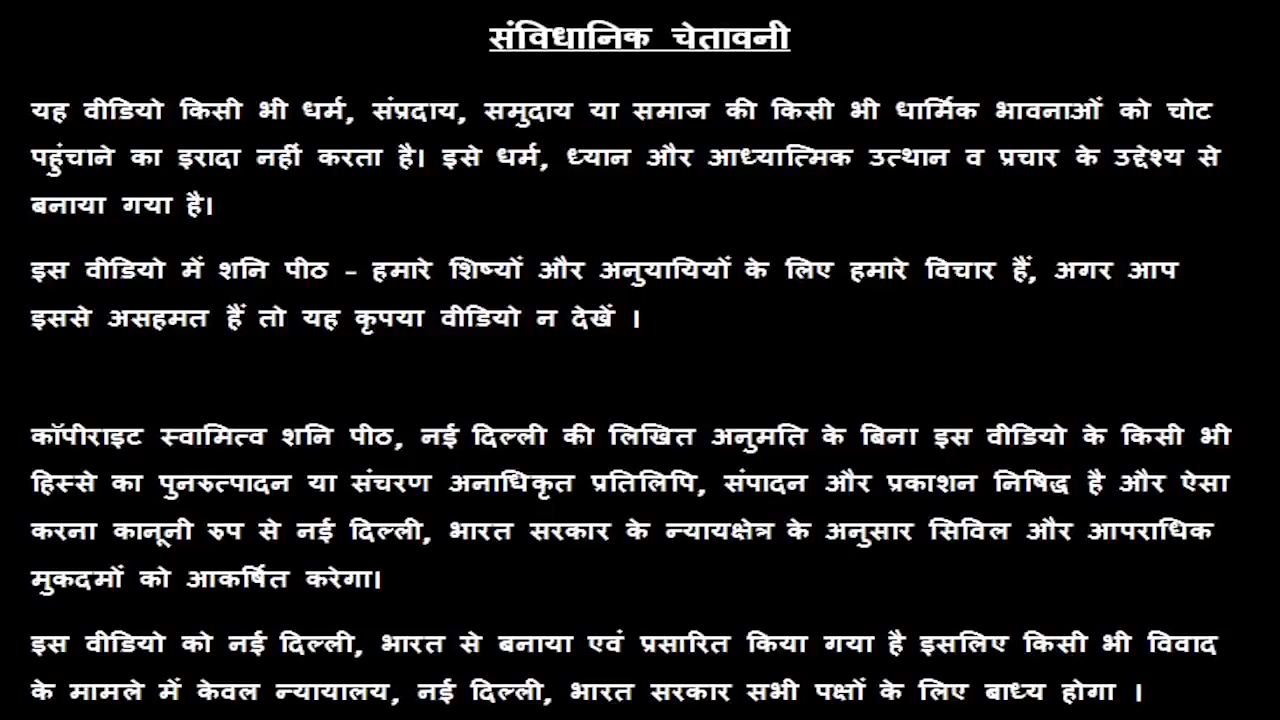 संविधानिक चेतावनी
यह वीडियो किसी भी धर्म, संप्रदाय, समुदाय या समाज की किसी भी धार्मिक भावनाओं को चोट
पहुंचाने का इरादा नहीं करता है। इसे धर्म, ध्यान और आध्यात्मिक उत्थान व प्रचार के उद्देश्य से
बनाया गया है।
इस वीडियो में शनि पीठ – हमारे शिष्यों और अनुयायियों के लिए हमारे विचार हैं, अगर आप
इससे असहमत हैं तो यह कृपया वीडियो न देखें ।
कॉपीराइट स्वामित्व शनि पीठ, नई दिल्ली की लिखित अनुमति के बिना इस वीडियो के किसी भी
हिस्से का पुनरुत्पादन या संचरण अनाधिकृत प्रतिलिपि, संपादन और प्रकाशन निषिद्ध है और ऐसा
करना कानूनी रुप से नई दिल्ली, भारत सरकार के न्यायक्षेत्र के अनुसार सिविल और आपराधिक
मुकदमों को आकर्षित करेगा।
इस वीडियो को नई दिल्ली, भारत से बनाया एवं प्रसारित किया गया है इसलिए किसी भी विवाद
के मामले में केवल न्यायालय, नई दिल्ली, भारत सरकार सभी पक्षों के लिए बाध्य होगा ।